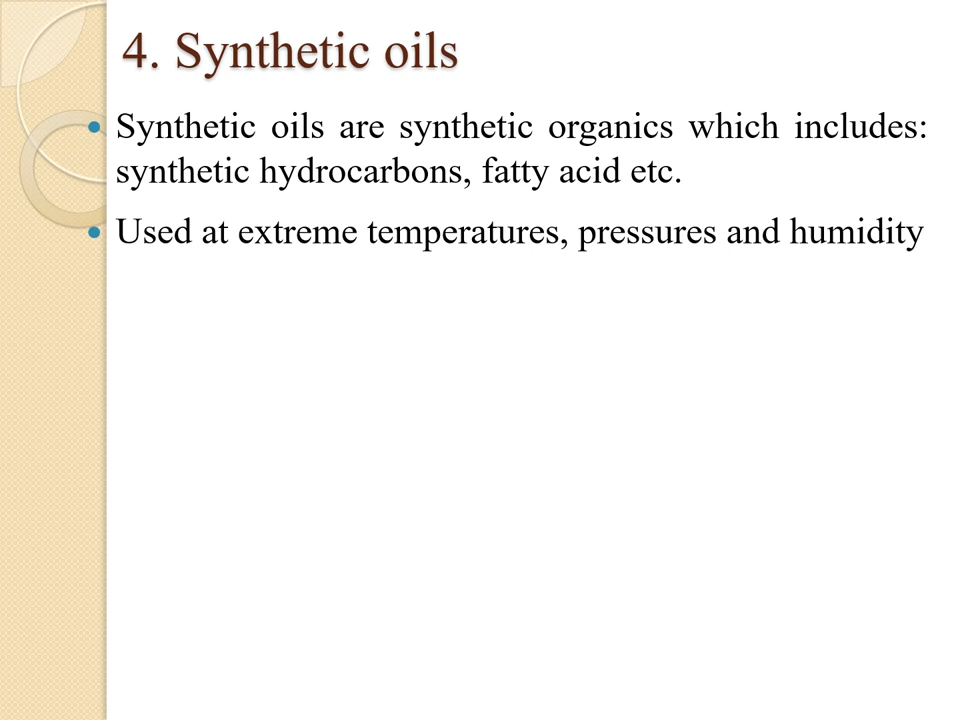 4. Synthetic oils
• Synthetic oils are synthetic organics which includes:
synthetic hydrocarbons, fatty acid etc.
• Used at extreme temperatures, pressures and humidity